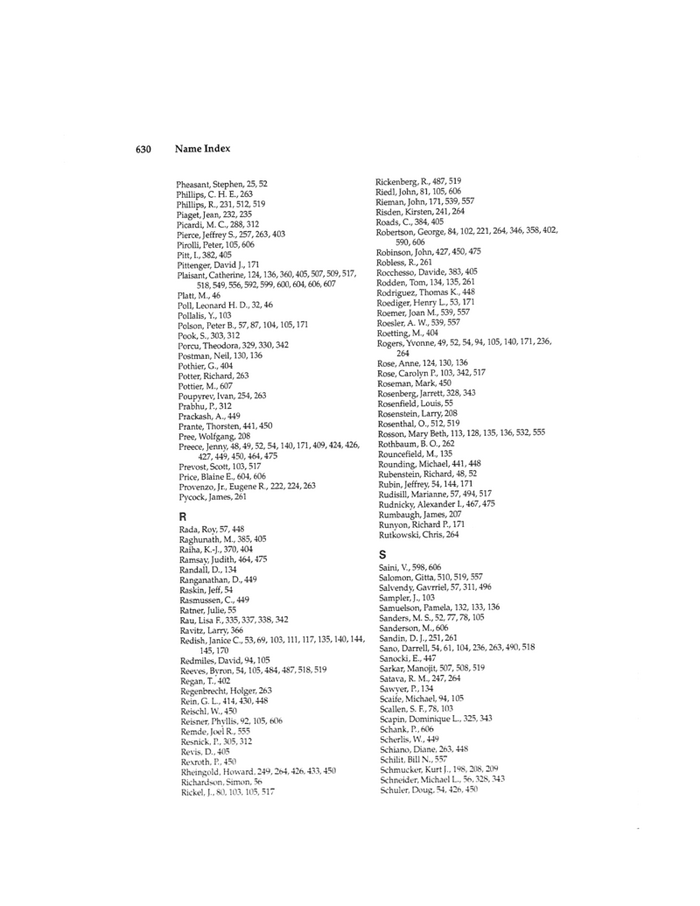 630 Name Index
Pheasant, Stephen, 25, 52
Phillips, C. H. E., 263
Phillips, R., 231, 512, 519
Piaget, Jean, 232, 235
Picardi, M. C., 288, 312
Pierce, Jeffrey S., 257, 263, 403
Pirolli, Peter, 105, 606
Pitt, I., 382, 405
Pittenger, David J., 171
Plaisant, Catherine, 124, 136, 360, 405, 507, 509, 517,
518, 549, 556, 592, 599, 600, 604, 606, 607
Platt, M., 46
Poll, Leonard H. D., 32, 46
Pollalis, Y., 103
Polson, Peter B., 57, 87, 104, 105, 171
Pook, S., 303, 312
Porcu, Theodora, 329, 330, 342
Postman, Neil, 130, 136
Pothier, G., 404
Potter, Richard, 263
Pottier, M., 607
Poupyrev, Ivan, 254, 263
Prabhu, P., 312
Prackash, A., 449
Prante, Thorsten, 441, 450
Pree, Wolfgang, 208
Preece, Jenny, 48, 49, 52, 54, 140, 171, 409, 424, 426,
427, 449, 450, 464, 475
Prevost, Scott, 103, 517
Price, Blaine E., 604, 606
Provenzo, Jr., Eugene R., 222, 224, 263
Pycock, James, 261
R
Rada, Roy, 57, 448
Raghunath, M., 385, 405
Raiha, K.-J., 370, 404
Ramsay, Judith, 464, 475
Randall, D., 134
Ranganathan, D., 449
Raskin, Jeff, 54
Rasmussen, C., 449
Ratner, Julie, 55
Rau, Lisa F., 335, 337, 338, 342
Ravitz, Larry, 366
Redish, Janice C., 53, 69, 103, 111, 117, 135, 140, 144,
145, 170
Redmiles, David, 94, 105
Reeves, Byron, 54, 105, 484, 487, 518, 519
Regan, T., 402
Regenbrecht, Holger, 263
Rein, G. L., 414, 430, 448
Reischl, W., 450
Reisner, Phyllis, 92, 105, 606
Remde, Joel R., 555
Resnick, P., 305, 312
Revis, D., 405
Rexroth, P., 450
Rheingold, Howard, 249, 264, 426, 433, 450
Richardson, Simon, 56
Rickel, J., 80, 103, 105, 517
Rickenberg, R., 487, 519
Riedl, John, 81, 105, 606
Rieman, John, 171, 539, 557
Risden, Kirsten, 241, 264
Roads, C., 384, 405
Robertson, George, 84, 102, 221, 264, 346, 358, 402,
590, 606
Robinson, John, 427, 450, 475
Robless, R., 261
Rocchesso, Davide, 383, 405
Rodden, Tom, 134, 135, 261
Rodriguez, Thomas K., 448
Roediger, Henry L., 53, 171
Roemer, Joan M., 539, 557
Roesler, A. W., 539, 557
Roetting, M., 404
Rogers, Yvonne, 49, 52, 54, 94, 105, 140, 171, 236,
264
Rose, Anne, 124, 130, 136
Rose, Carolyn P., 103, 342, 517
Roseman, Mark, 450
Rosenberg, Jarrett, 328, 343
Rosenfield, Louis, 55
Rosenstein, Larry, 208
Rosenthal, O., 512, 519
Rosson, Mary Beth, 113, 128, 135, 136, 532, 555
Rothbaum, B. O., 262
Rouncefield, M., 135
Rounding, Michael, 441, 448
Rubenstein, Richard, 48, 52
Rubin, Jeffrey, 54, 144, 171
Rudisill, Marianne, 57, 494, 517
Rudnicky, Alexander I., 467, 475
Rumbaugh, James, 207
Runyon, Richard P., 171
Rutkowski, Chris, 264
S
Saini, V., 598, 606
Salomon, Gitta, 510, 519, 557
Salvendy, Gavrriel, 57, 311, 496
Sampler, J., 103
Samuelson, Pamela, 132, 133, 136
Sanders, M. S., 52, 77, 78, 105
Sanderson, M., 606
Sandin, D. J., 251, 261
Sano, Darrell, 54, 61, 104, 236, 263, 490, 518
Sanocki, E., 447
Sarkar, Manojit, 507, 508, 519
Satava, R. M., 247, 264
Sawyer, P., 134
Scaife, Michael, 94, 105
Scallen, S. F., 78, 103
Scapin, Dominique L., 325, 343
Schank, P., 606
Scherlis, W., 449
Schiano, Diane, 263, 448
Schilit, Bill N., 557
Schmucker, Kurt J., 198, 208, 209
Schneider, Michael L., 56, 328, 343
Schuler, Doug, 54, 426, 450